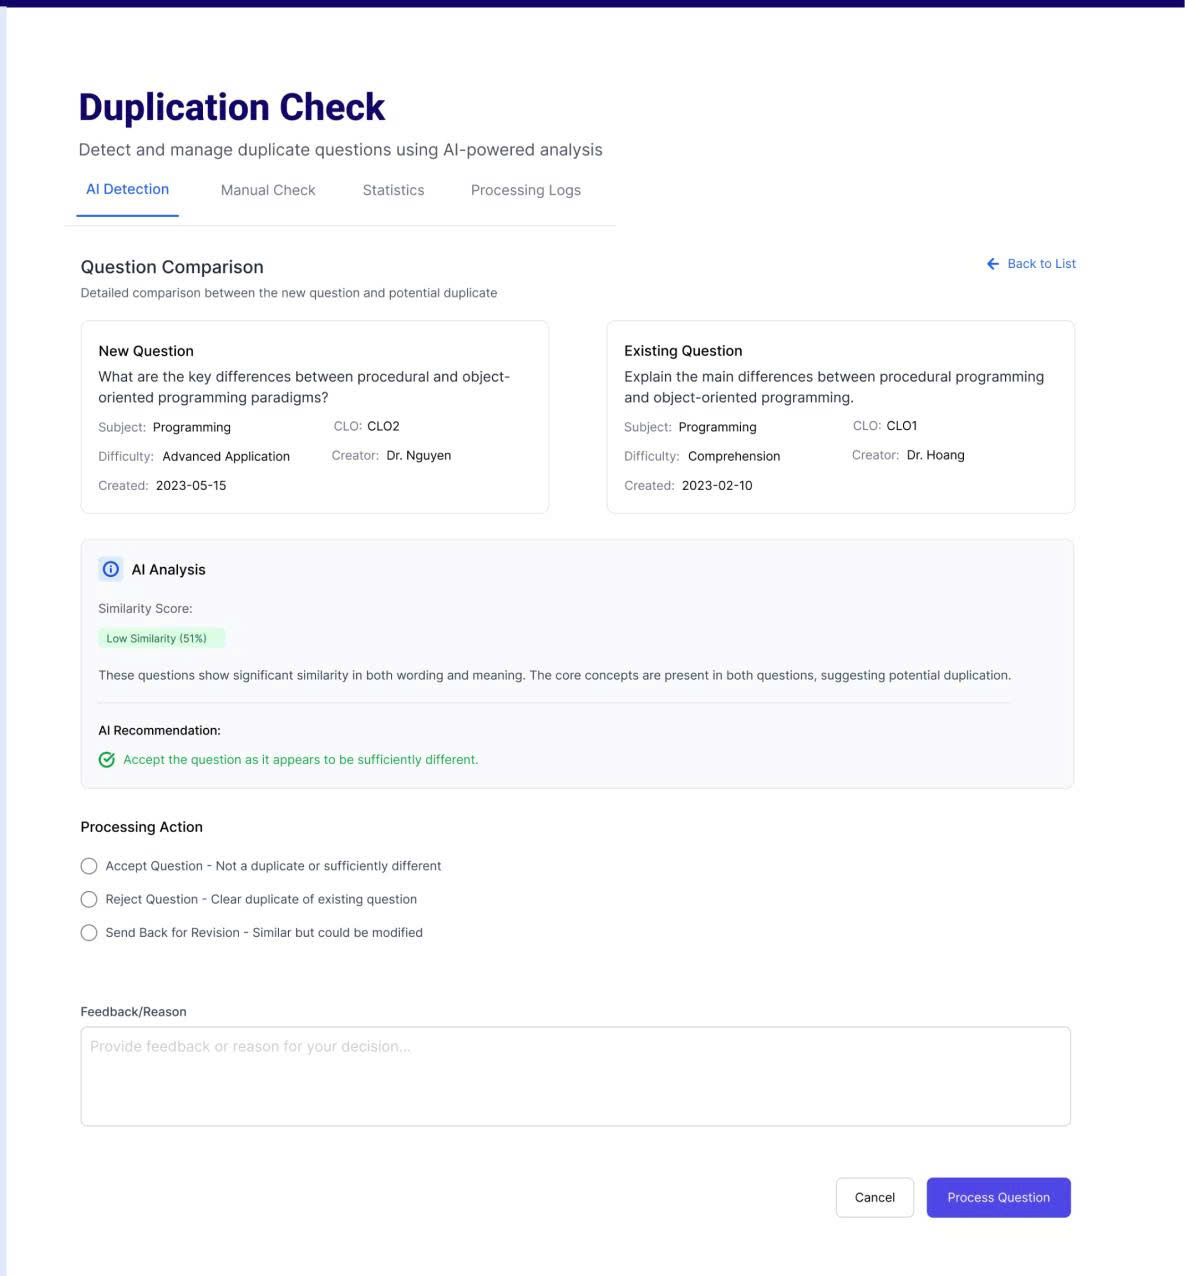 Duplication Check
Detect and manage duplicate questions using AI-powered analysis
AI Detection Manual Check Statistics Processing Logs
Question Comparison
Back to List
Detailed comparison between the new question and potential duplicate
New Question
What are the key differences between procedural and object-
oriented programming paradigms?
Subject: Programming CLO: CLO2
Difficulty: Advanced Application Creator: Dr. Nguyen
Created: 2023-05-15
Existing Question
Explain the main differences between procedural programming
and object-oriented programming.
Subject: Programming CLO: CLO1
Difficulty: Comprehension Creator: Dr. Hoang
Created: 2023-02-10
AI Analysis
Similarity Score:
Low Similarity (51%)
These questions show significant similarity in both wording and meaning. The core concepts are present in both questions, suggesting potential duplication.
AI Recommendation:
Accept the question as it appears to be sufficiently different.
Processing Action
Accept Question - Not a duplicate or sufficiently different
Reject Question - Clear duplicate of existing question
Send Back for Revision - Similar but could be modified
Feedback/Reason
Provide feedback or reason for your decision...
Cancel Process Question